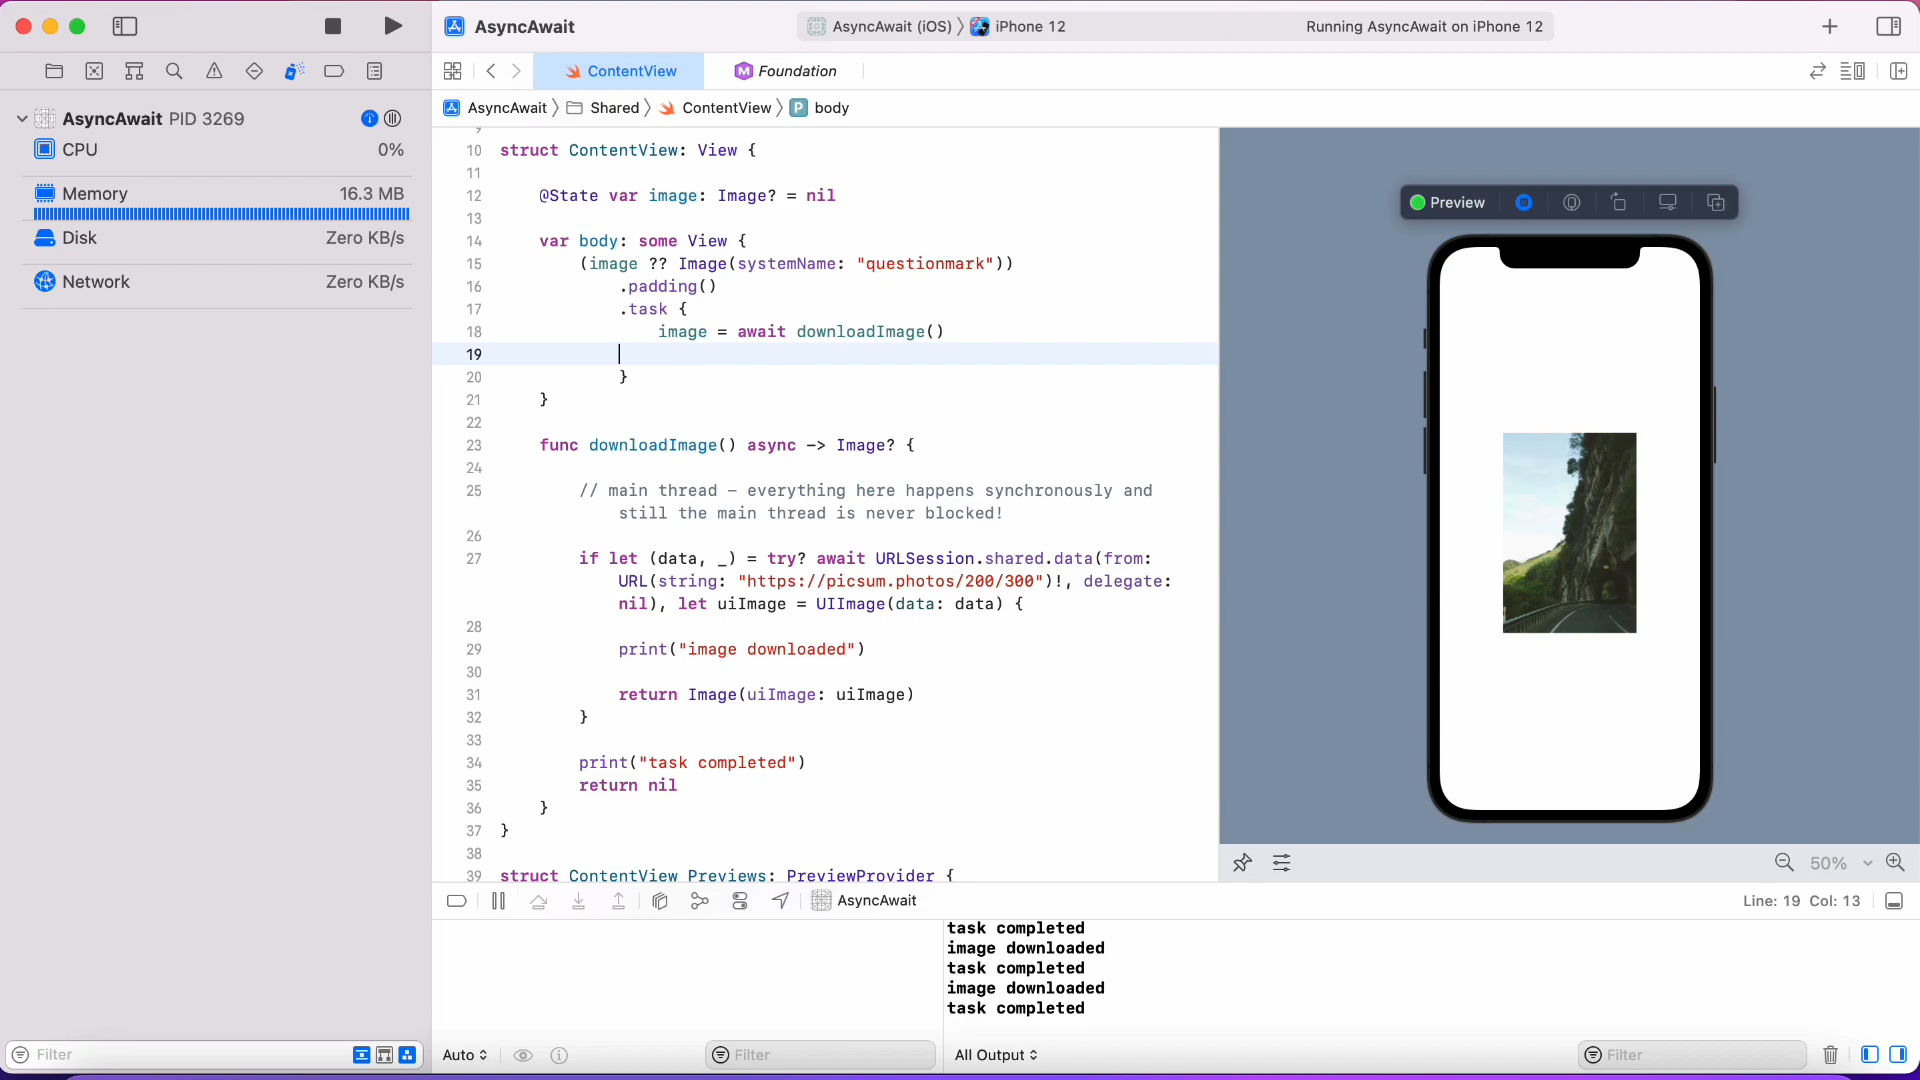 AsyncAwait
AsyncAwait (iOS) 〉 iPhone 12
Running AsyncAwait on iPhone 12
ContentView
Foundation
AsyncAwait 〉 Shared 〉 ContentView 〉 P body
AsyncAwait PID 3269
CPU 0%
Memory 16.3 MB
Disk Zero KB/s
Network Zero KB/s
9
10 struct ContentView: View {
11
12 @State var image: Image? = nil
13
14 var body: some View {
15 (image ?? Image(systemName: "questionmark"))
16 .padding()
17 .task {
18 image = await downloadImage()
19
20 }
21 }
22
23 func downloadImage() async -> Image? {
24
25 // main thread – everything here happens synchronously and
still the main thread is never blocked!
26
27 if let (data, _) = try? await URLSession.shared.data(from:
URL(string: "https://picsum.photos/200/300")!, delegate:
nil), let uiImage = UIImage(data: data) {
28
29 print("image downloaded")
30
31 return Image(uiImage: uiImage)
32 }
33
34 print("task completed")
35 return nil
36 }
37 }
38
39 struct ContentView_Previews: PreviewProvider {
Preview
50%
AsyncAwait
Line: 19 Col: 13
task completed
image downloaded
task completed
image downloaded
task completed
Filter
Auto
Filter
All Output
Filter